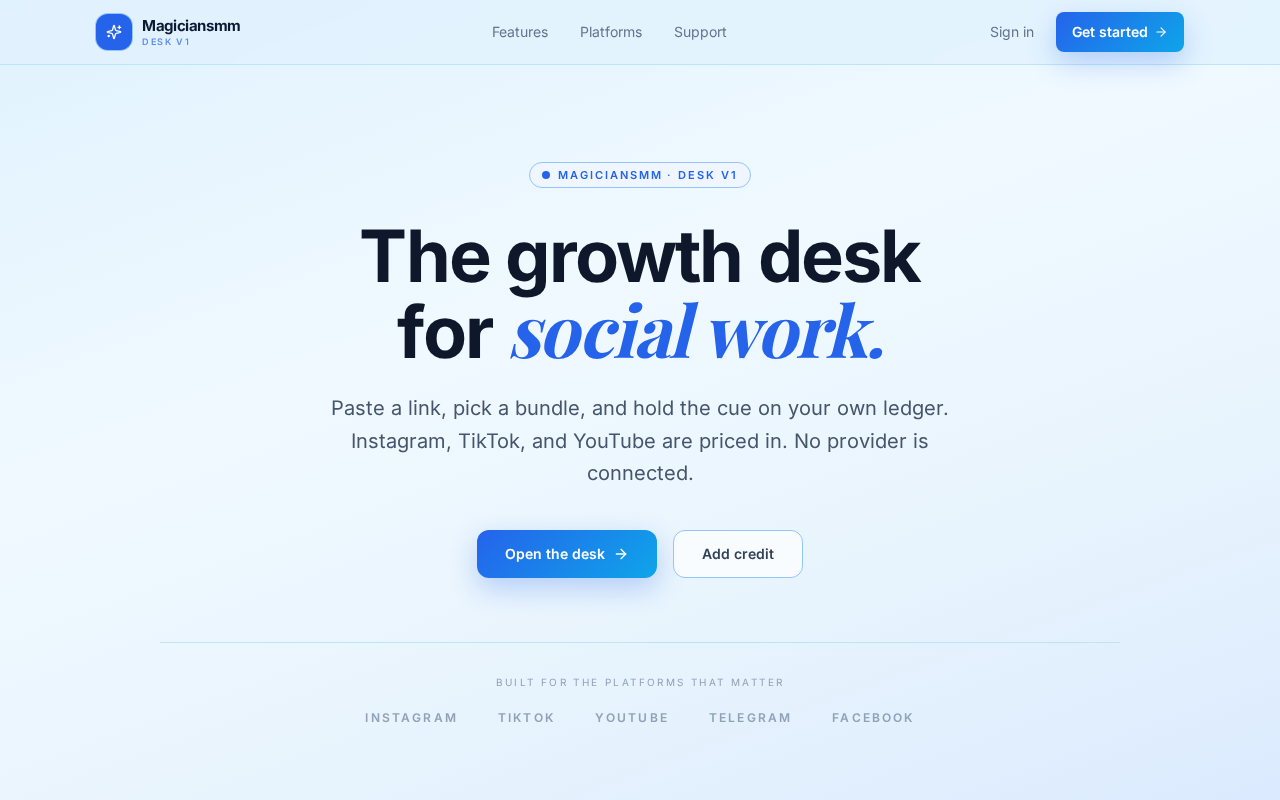 Magiciansmm
DESK V1
Features
Platforms
Support
Sign in
Get started
MAGICIANSMM · DESK V1
The growth desk
for social work.
Paste a link, pick a bundle, and hold the cue on your own ledger.
Instagram, TikTok, and YouTube are priced in. No provider is
connected.
Open the desk
Add credit
BUILT FOR THE PLATFORMS THAT MATTER
INSTAGRAM
TIKTOK
YOUTUBE
TELEGRAM
FACEBOOK